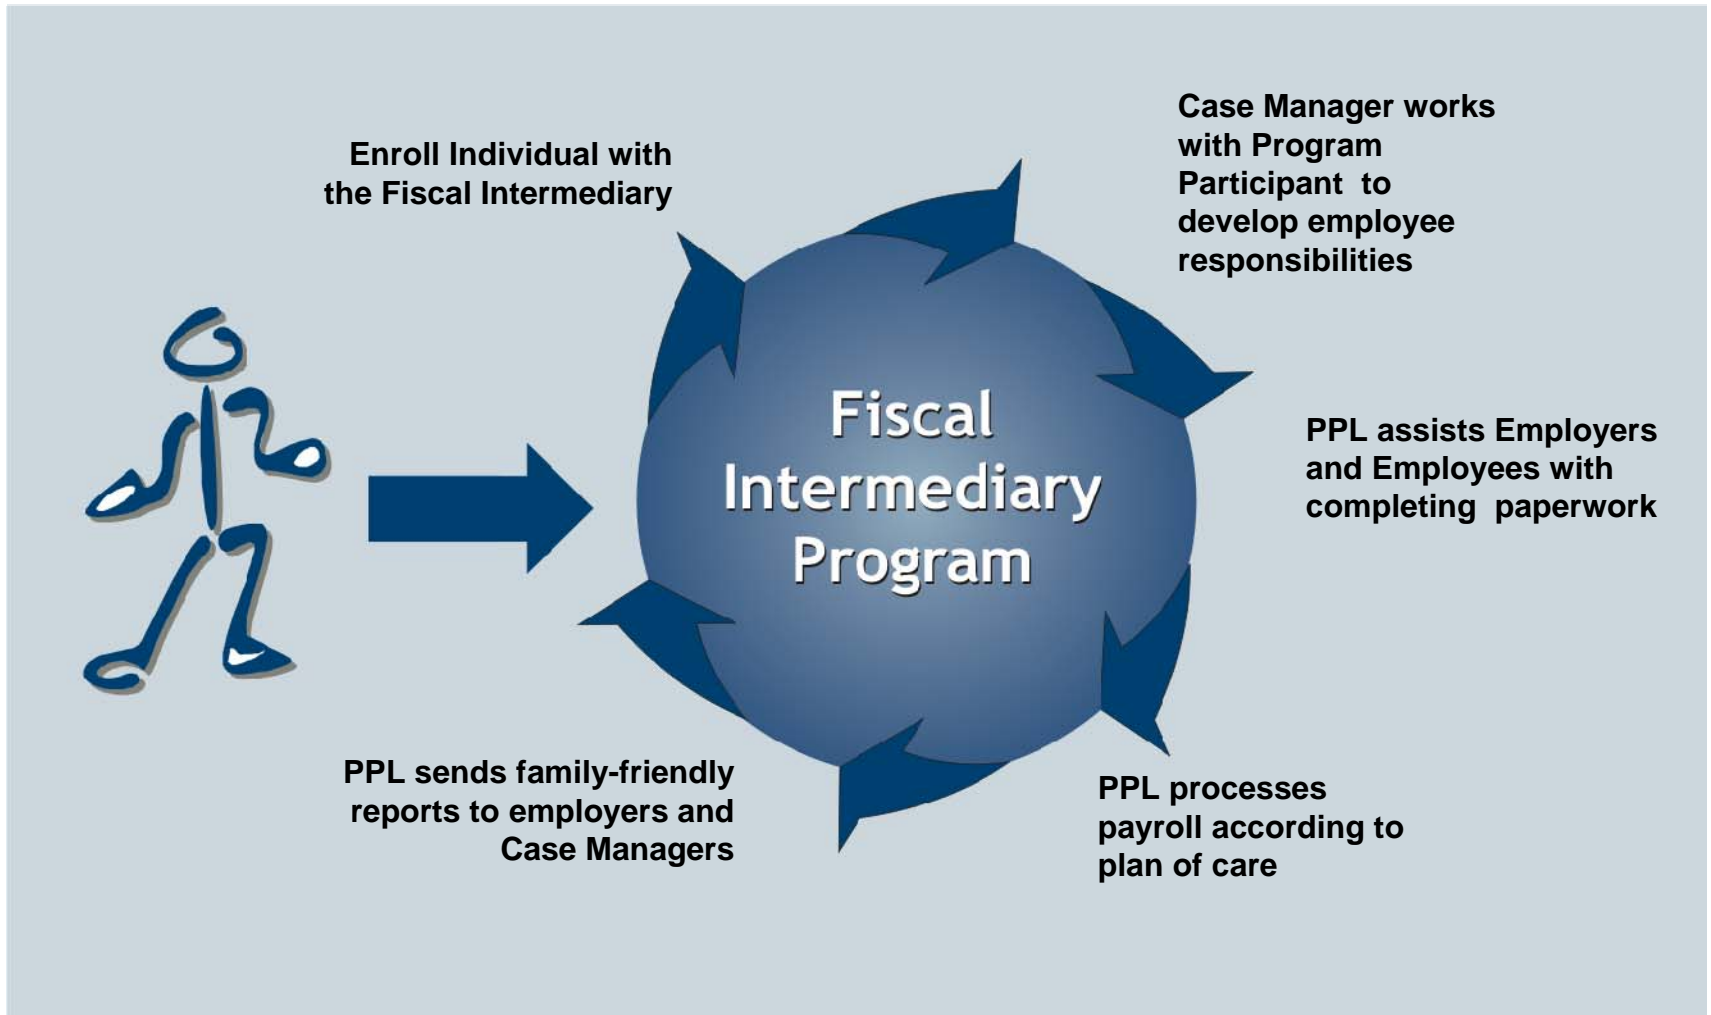 Enroll Individual with
the Fiscal Intermediary
Case Manager works
with Program
Participant to
develop employee
responsibilities
PPL assists Employers
and Employees with
completing paperwork
PPL processes
payroll according to
plan of care
PPL sends family-friendly
reports to employers and
Case Managers
Fiscal
Intermediary
Program